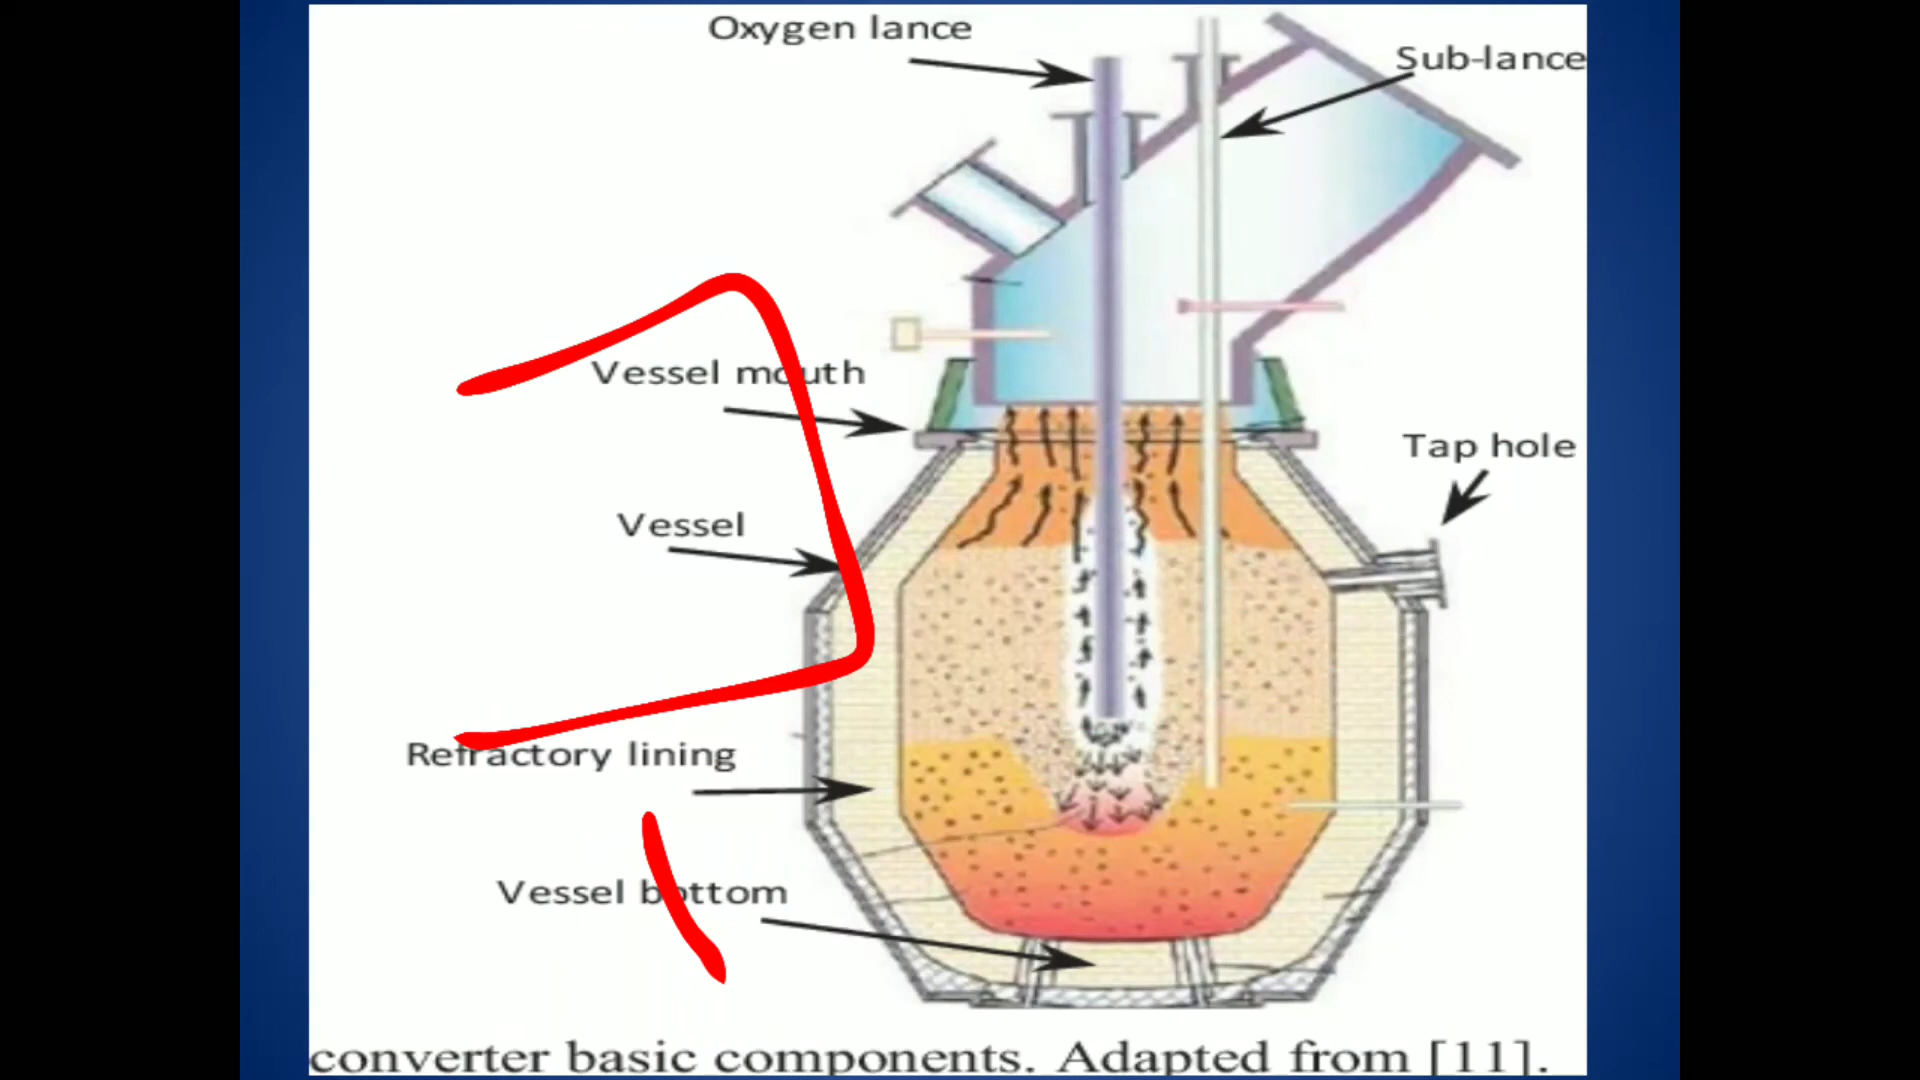 Oxygen lance
Sub-lance
Vessel mouth
Tap hole
Vessel
Refractory lining
Vessel bottom
converter basic components. Adapted from [11].